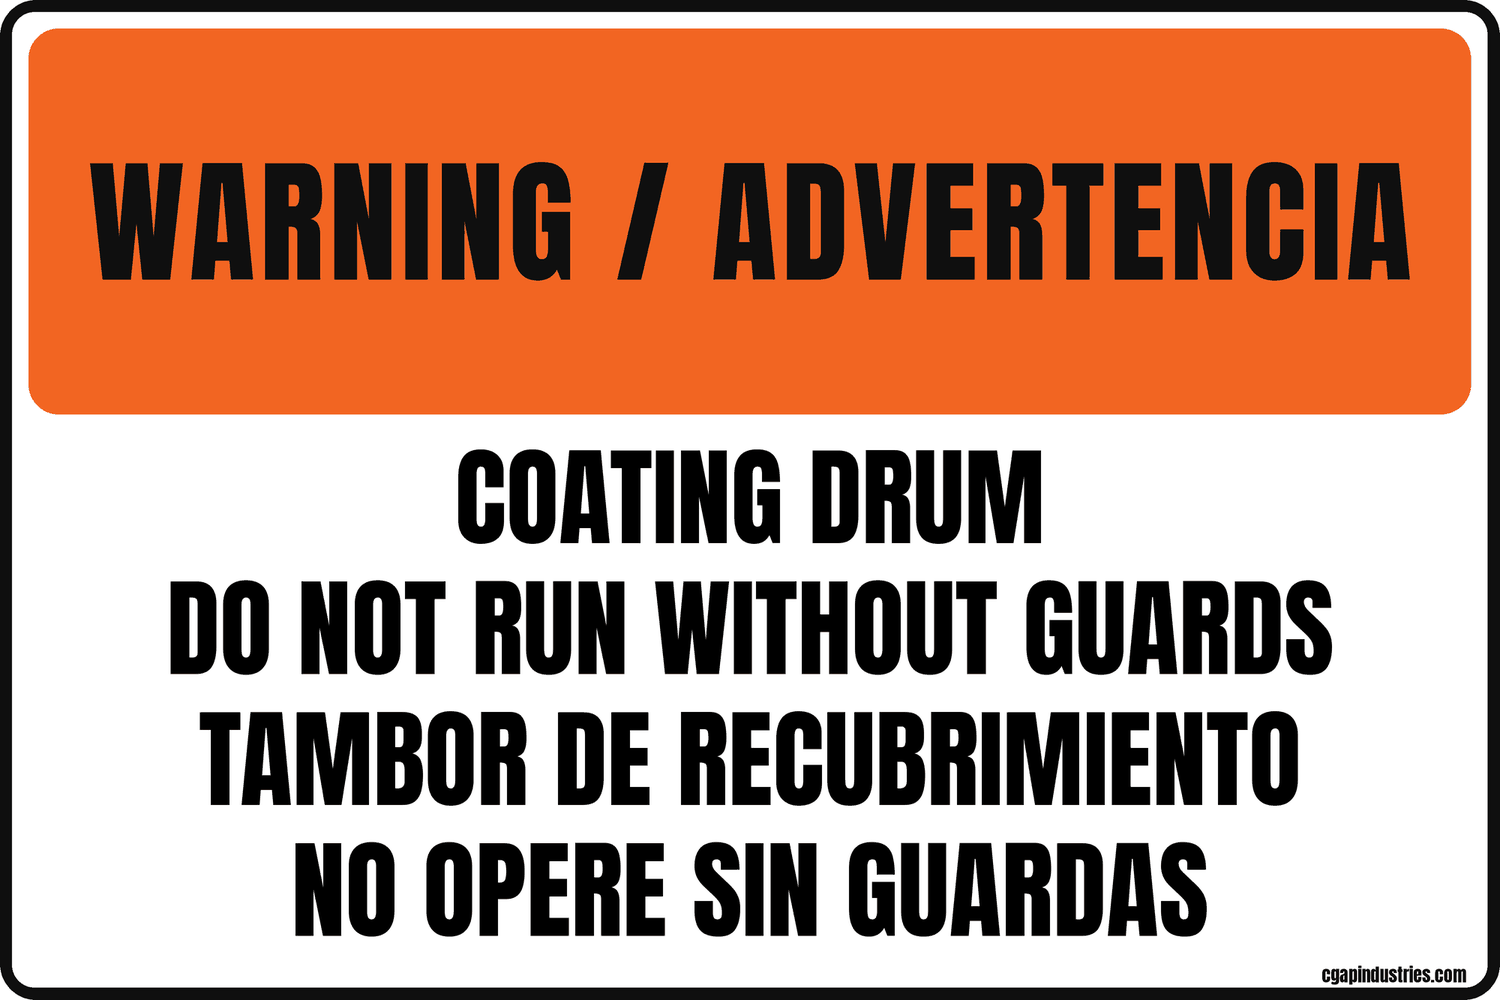 WARNING / ADVERTENCIA
COATING DRUM
DO NOT RUN WITHOUT GUARDS
TAMBOR DE RECUBRIMIENTO
NO OPERE SIN GUARDAS
cgapindustries.com